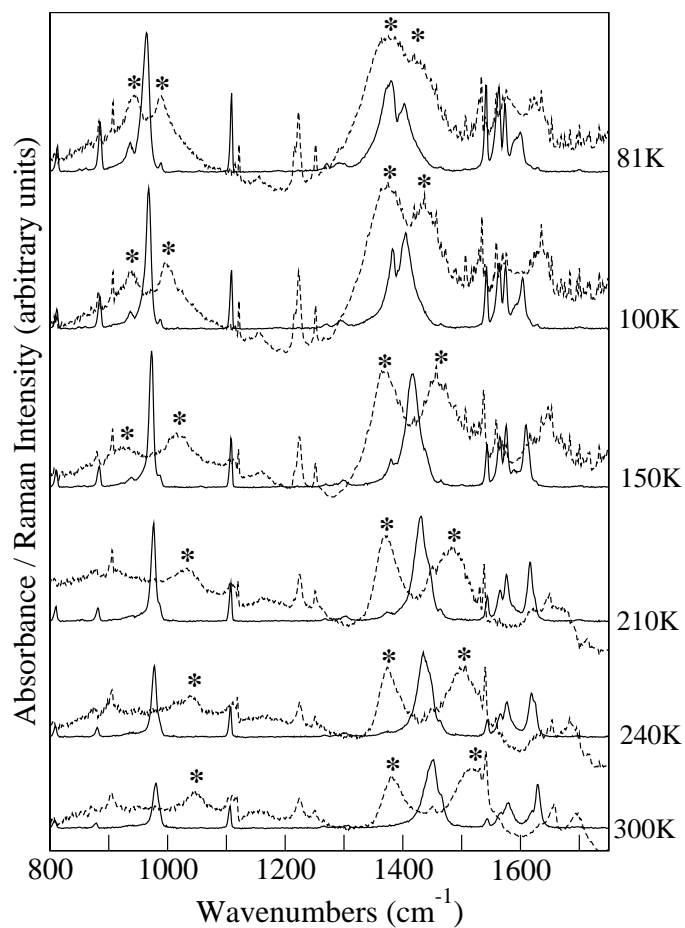 Absorbance / Raman Intensity (arbitrary units)
* * * *
81K
* * * *
100K
* * * *
150K
* * *
210K
* * *
240K
* * *
300K
800 1000 1200 1400 1600
Wavenumbers (cm⁻¹)